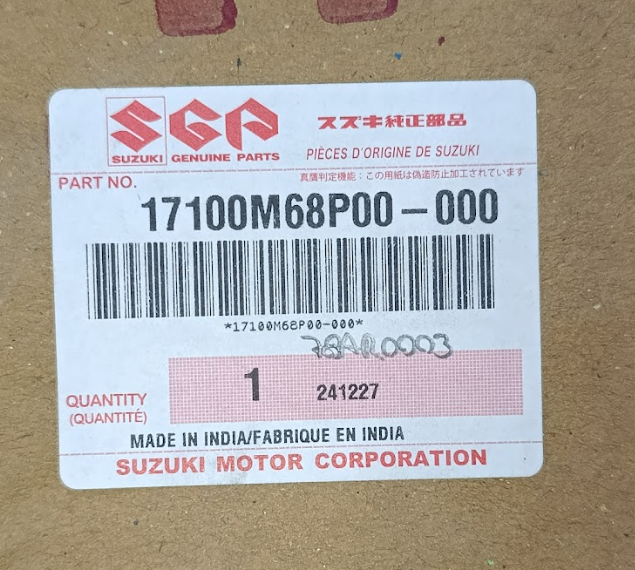 SGP
SUZUKI GENUINE PARTS
スズキ純正部品
PIÈCES D'ORIGINE DE SUZUKI
真贋判定機能：この用紙は偽造防止加工されています
PART NO.
17100M68P00-000
*17100M68P00-000*
78AR0003
QUANTITY
(QUANTITÉ)
1 241227
MADE IN INDIA/FABRIQUE EN INDIA
SUZUKI MOTOR CORPORATION